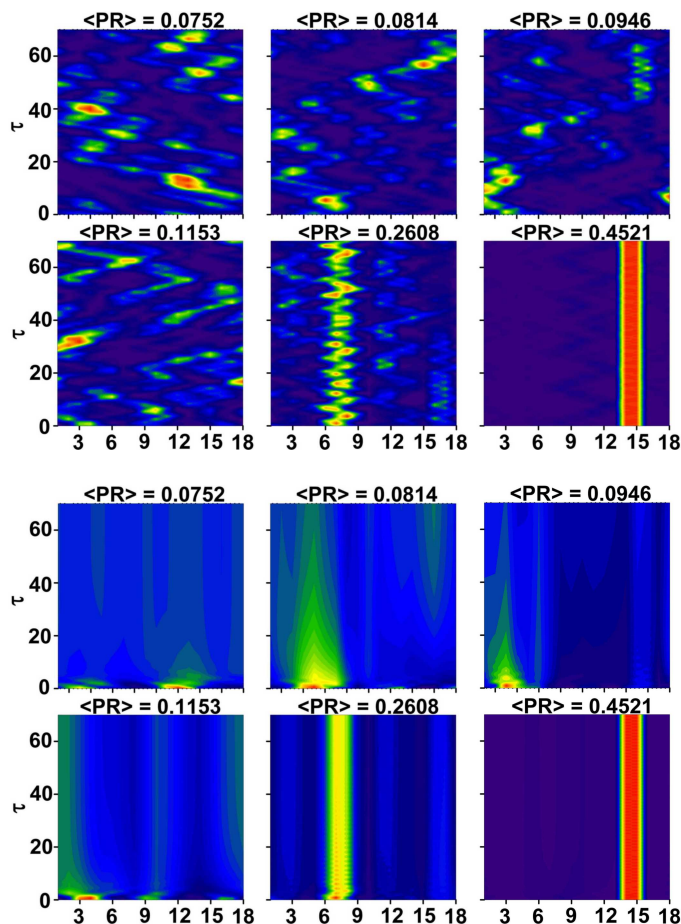 <PR> = 0.0752 <PR> = 0.0814 <PR> = 0.0946
60
40
τ
20
0
<PR> = 0.1153 <PR> = 0.2608 <PR> = 0.4521
60
40
τ
20
0
3 6 9 12 15 18 3 6 9 12 15 18 3 6 9 12 15 18
<PR> = 0.0752 <PR> = 0.0814 <PR> = 0.0946
60
40
τ
20
0
<PR> = 0.1153 <PR> = 0.2608 <PR> = 0.4521
60
40
τ
20
0
3 6 9 12 15 18 3 6 9 12 15 18 3 6 9 12 15 18